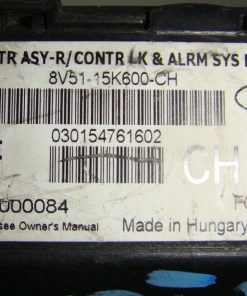 TR ASY-R/CONTR LK & ALRM SYS
8V51-15K600-CH
030154761602
CH
000084
see Owner's Manual Made in Hungary